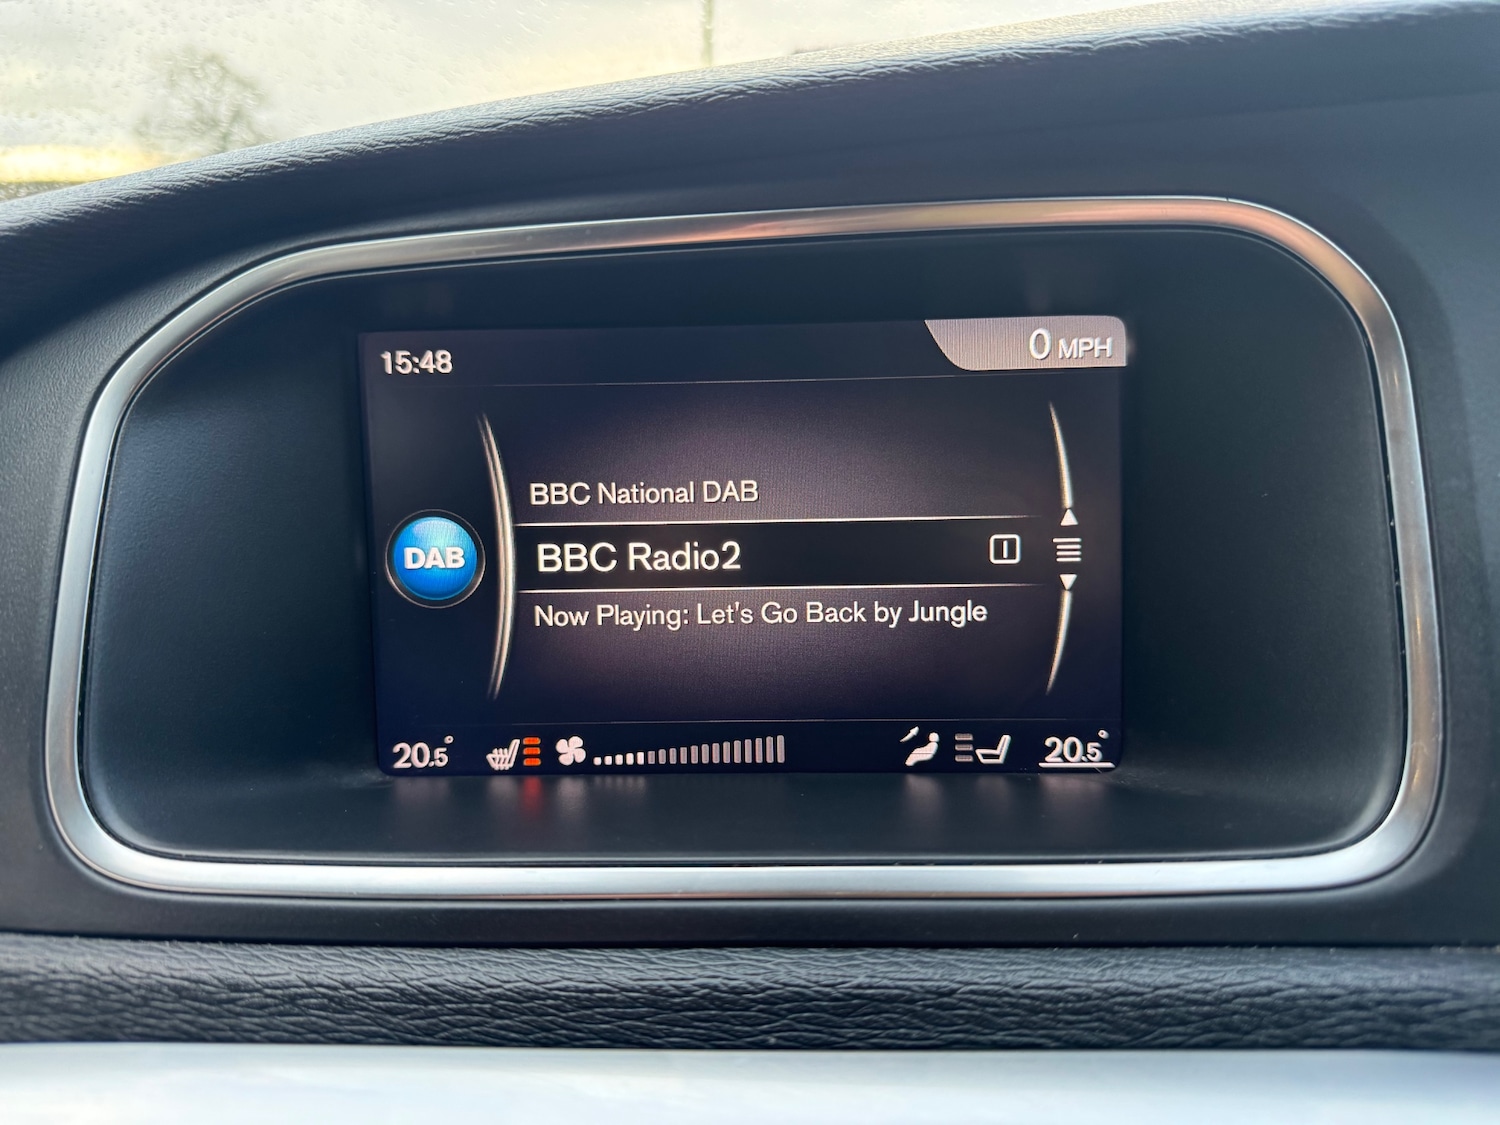 15:48
0 MPH
BBC National DAB
DAB
BBC Radio2
Now Playing: Let's Go Back by Jungle
20.5°
20.5°